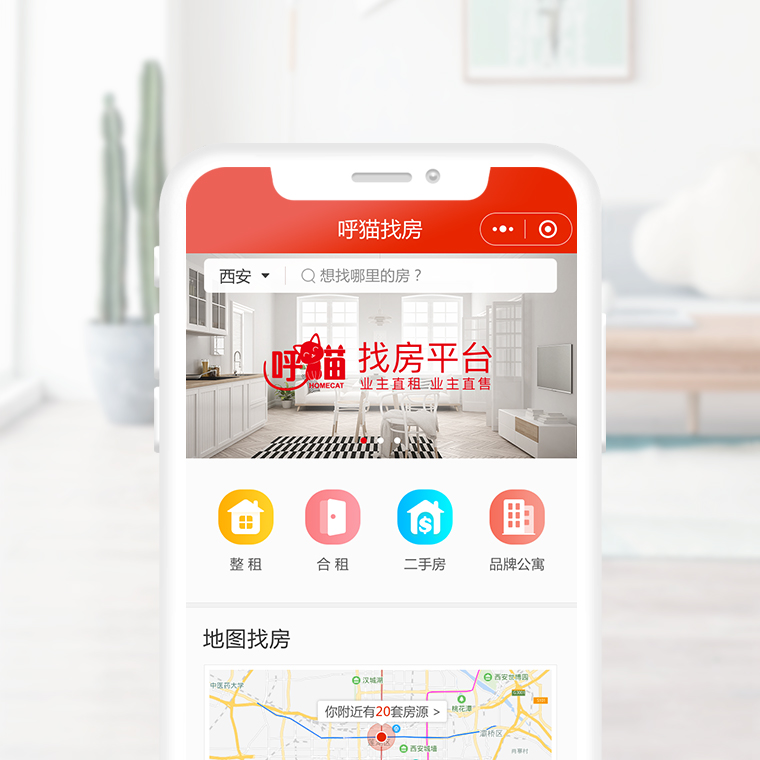 呼猫找房
西安
想找哪里的房？
呼猫
HOMECAT
找房平台
业主直租 业主直售
整租
合租
二手房
品牌公寓
地图找房
中医药大学
汉城湖
西安世博园
桃花潭
你附近有20套房源 >
灞桥区
西安城墙